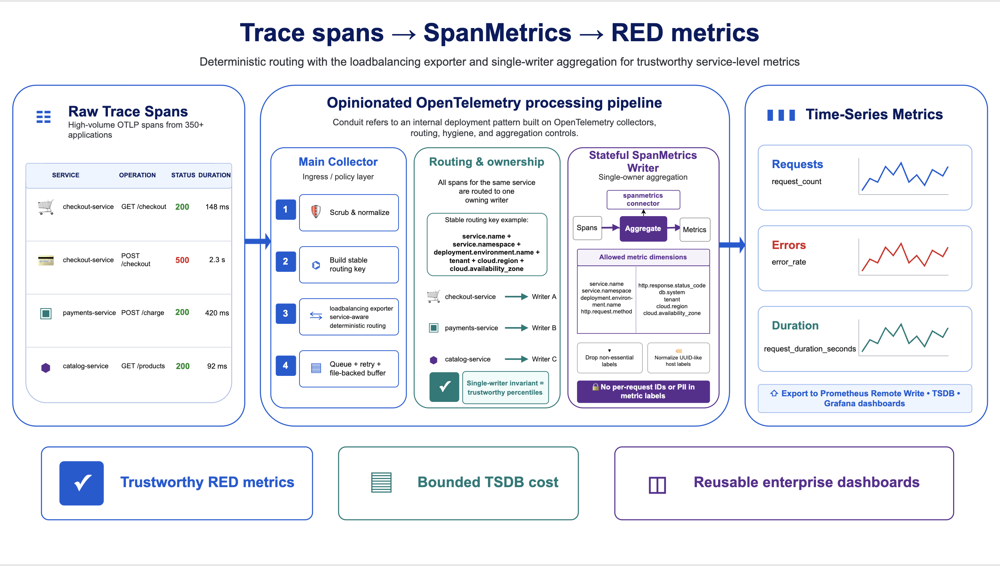 Trace spans → SpanMetrics → RED metrics
Deterministic routing with the loadbalancing exporter and single-writer aggregation for trustworthy service-level metrics
Raw Trace Spans
High-volume OTLP spans from 350+
applications
SERVICE OPERATION STATUS DURATION
checkout-service GET /checkout 200 148 ms
checkout-service POST /checkout 500 2.3 s
payments-service POST /charge 200 420 ms
catalog-service GET /products 200 92 ms
Opinionated OpenTelemetry processing pipeline
Conduit refers to an internal deployment pattern built on OpenTelemetry collectors,
routing, hygiene, and aggregation controls.
Main Collector
Ingress / policy layer
1 Scrub & normalize
2 Build stable
routing key
3 loadbalancing exporter
service-aware
deterministic routing
4 Queue + retry +
file-backed buffer
Routing & ownership
All spans for the same service
are routed to one
owning writer
Stable routing key example:
service.name +
service.namespace +
deployment.environment.name +
tenant + cloud.region +
cloud.availability_zone
checkout-service → Writer A
payments-service → Writer B
catalog-service → Writer C
✓ Single-writer invariant =
trustworthy percentiles
Stateful SpanMetrics
Writer
Single-owner aggregation
spanmetrics
connector
Spans Aggregate Metrics
Allowed metric dimensions
service.name
service.namespace
deployment.environ-
ment.name
http.request.method
http.response.status_code
db.system
tenant
cloud.region
cloud.availability_zone
Drop non-essential
labels
Normalize UUID-like
host labels
No per-request IDs or PII in
metric labels
Time-Series Metrics
Requests
request_count
Errors
error_rate
Duration
request_duration_seconds
Export to Prometheus Remote Write • TSDB •
Grafana dashboards
Trustworthy RED metrics
Bounded TSDB cost
Reusable enterprise dashboards